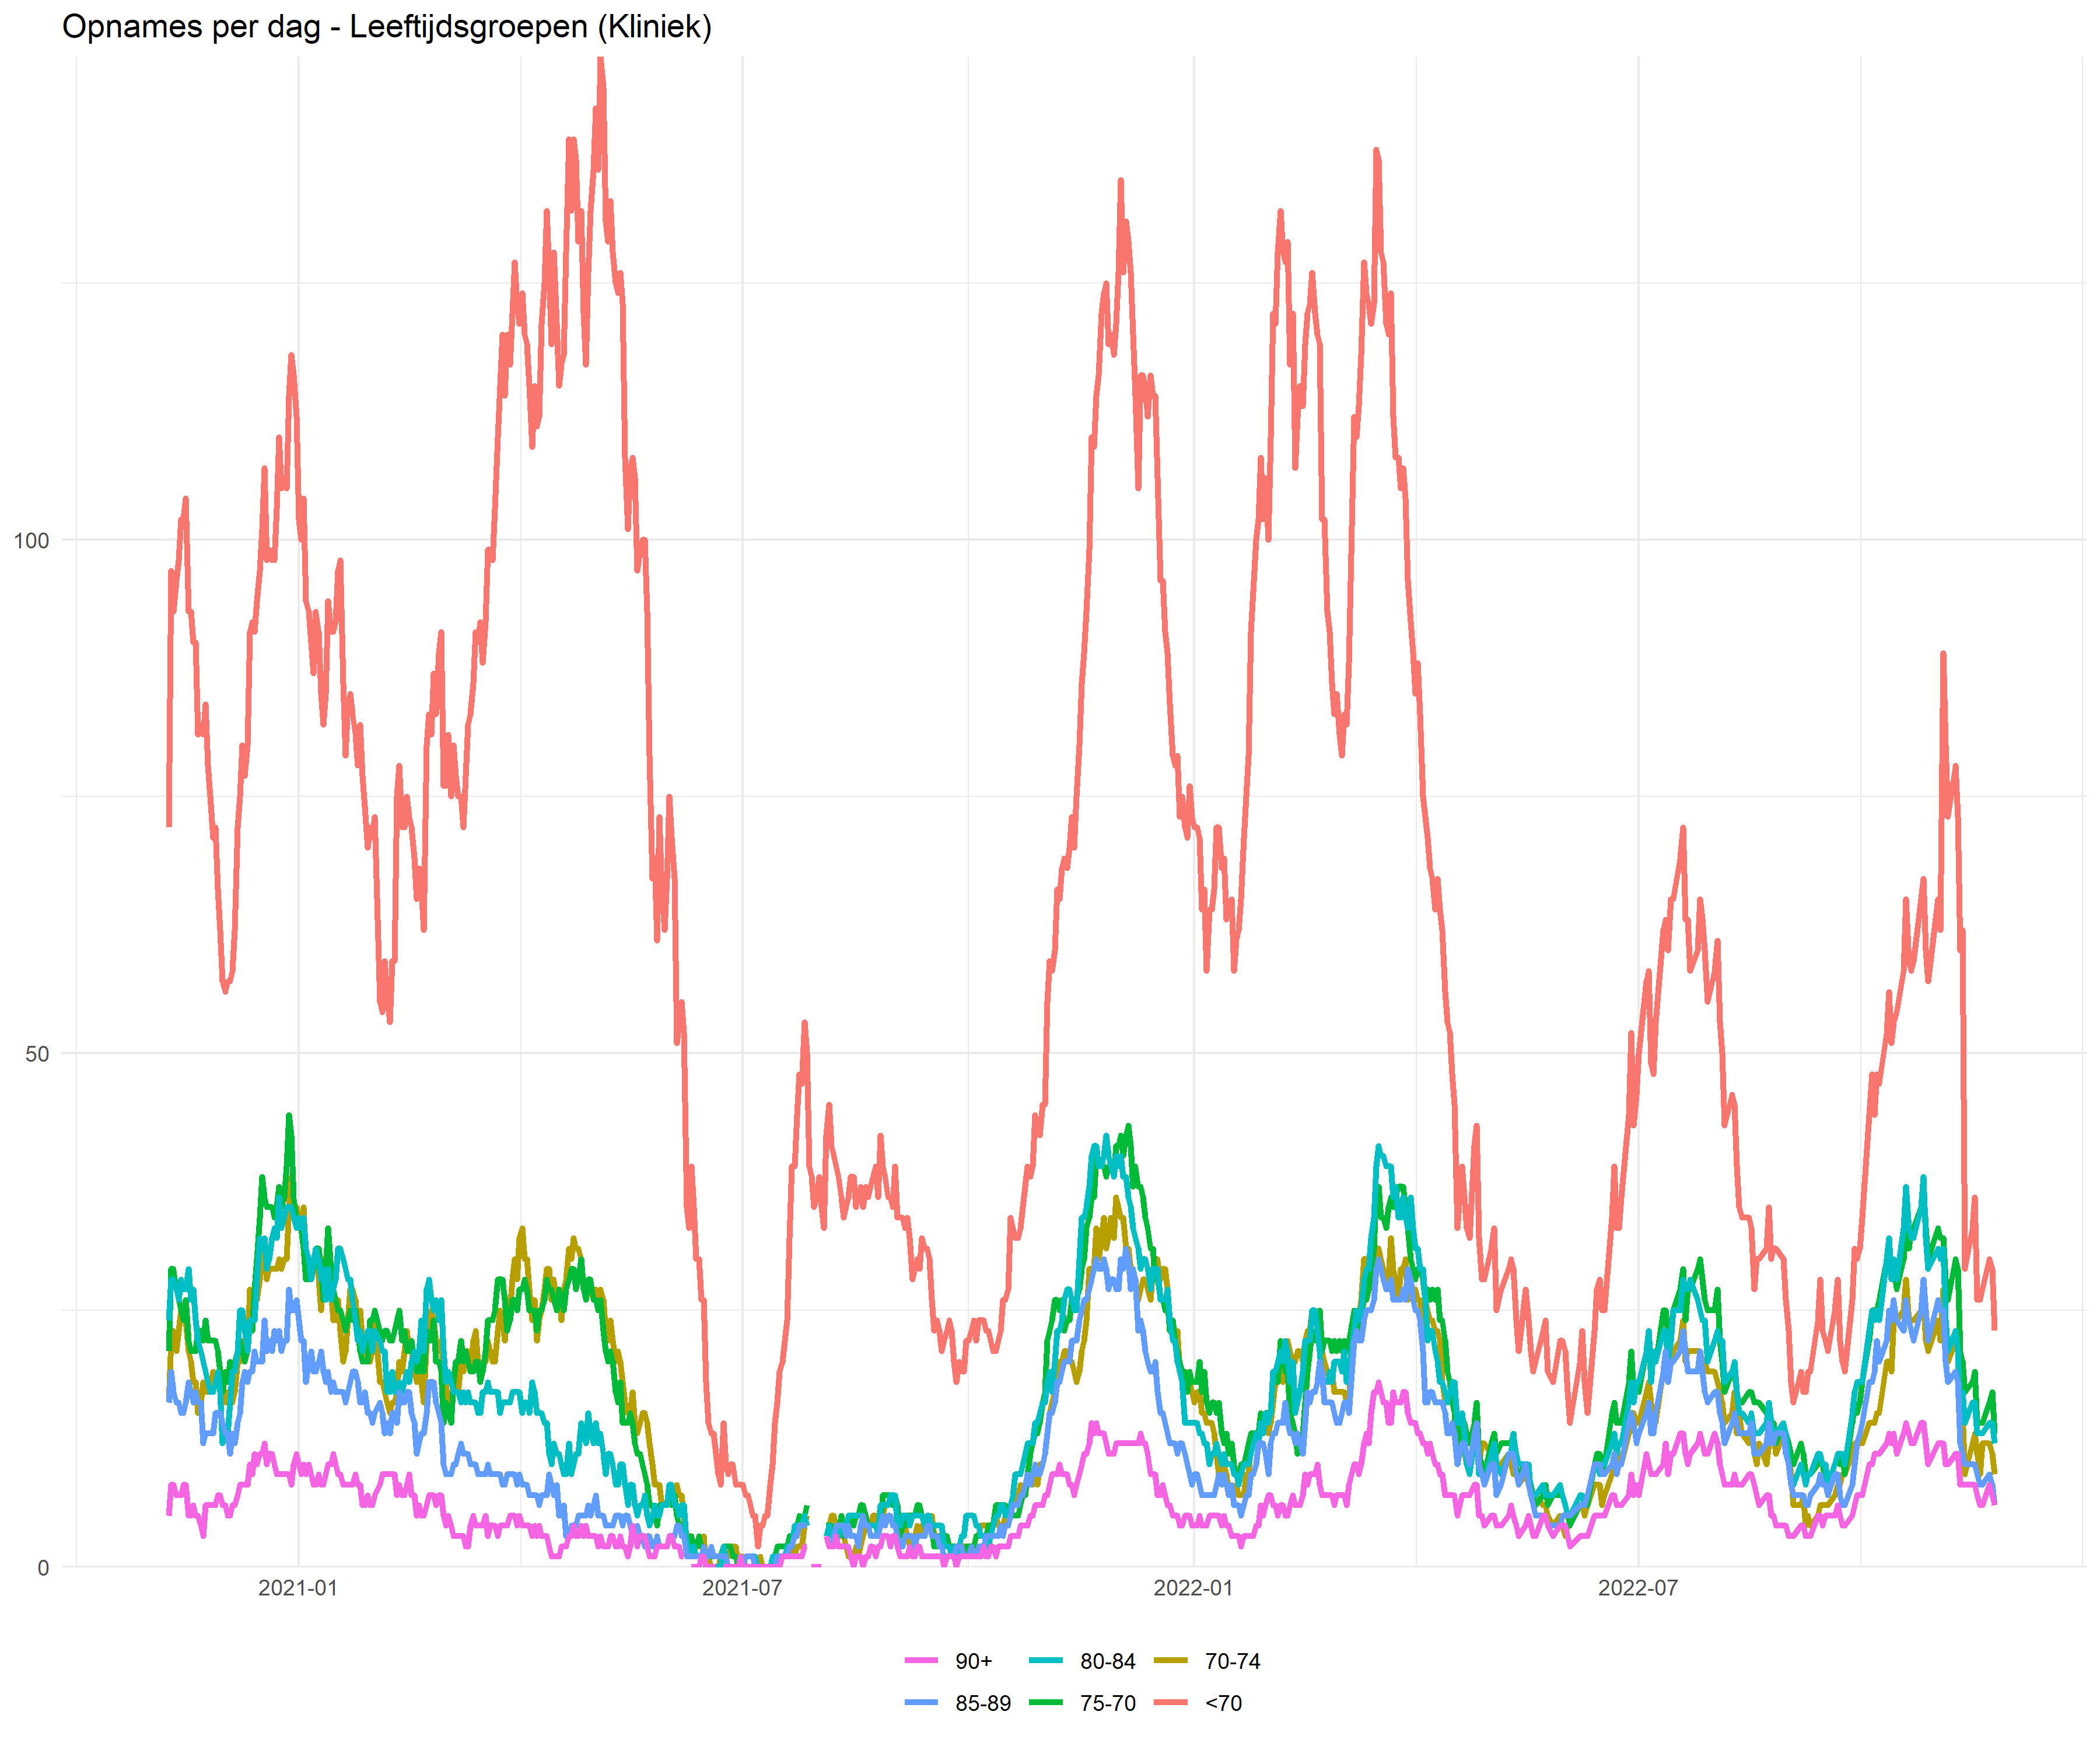 Opnames per dag - Leeftijdsgroepen (Kliniek)
100
50
0
2021-01 2021-07 2022-01 2022-07
90+ 80-84 70-74
85-89 75-70 <70